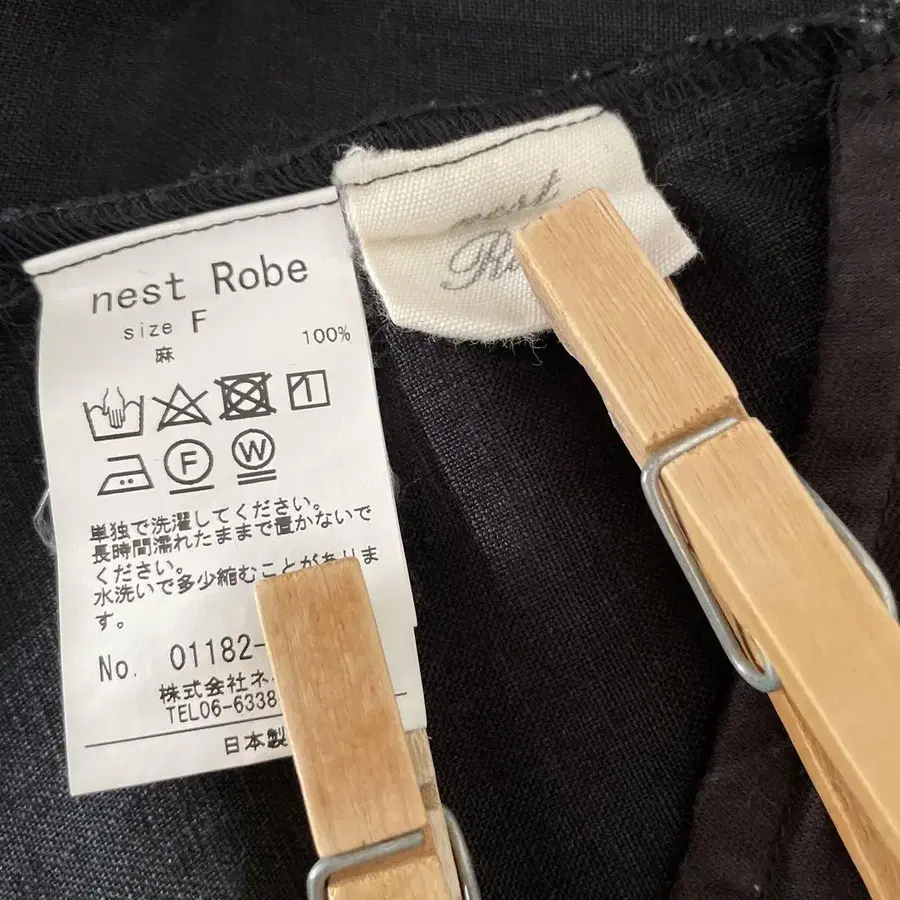 nest Robe
size F
麻 100%
F W
単独で洗濯してください。
長時間濡れたままで置かないで
ください。
水洗いで多少縮むことがありま
す。
No. 01182-
株式会社ネ
TEL06-6338
日本製
nest